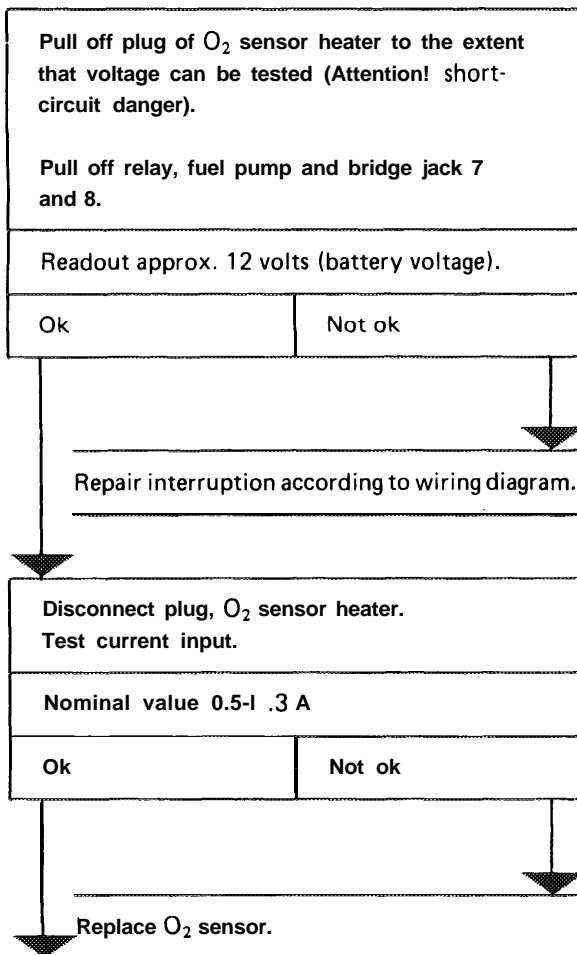 Pull off plug of O₂ sensor heater to the extent
that voltage can be tested (Attention! short-
circuit danger).
Pull off relay, fuel pump and bridge jack 7
and 8.
Readout approx. 12 volts (battery voltage).
Ok
Not ok
Repair interruption according to wiring diagram.
Disconnect plug, O₂ sensor heater.
Test current input.
Nominal value 0.5-l .3 A
Ok
Not ok
Replace O₂ sensor.